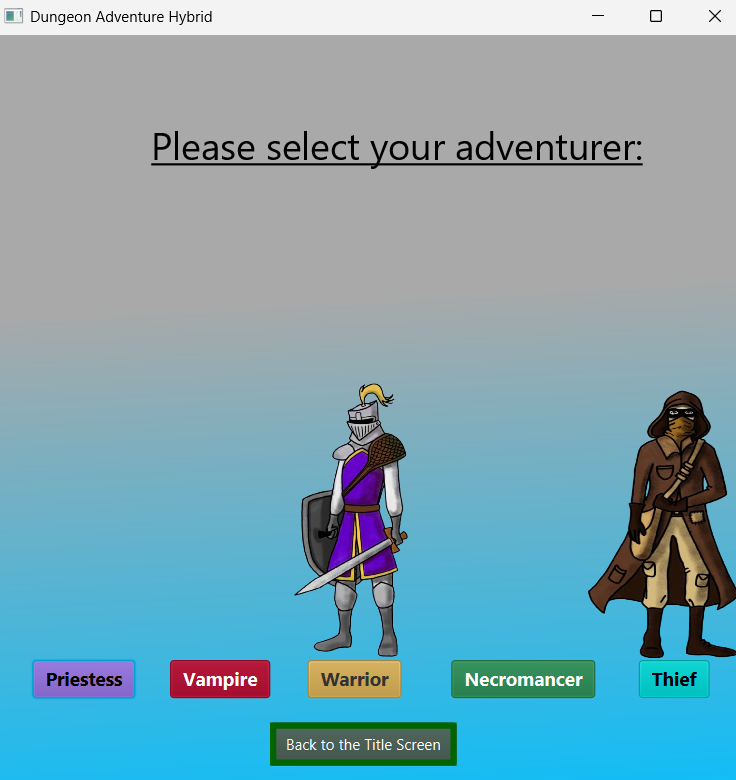 Dungeon Adventure Hybrid
Please select your adventurer:
Priestess Vampire Warrior Necromancer Thief
Back to the Title Screen